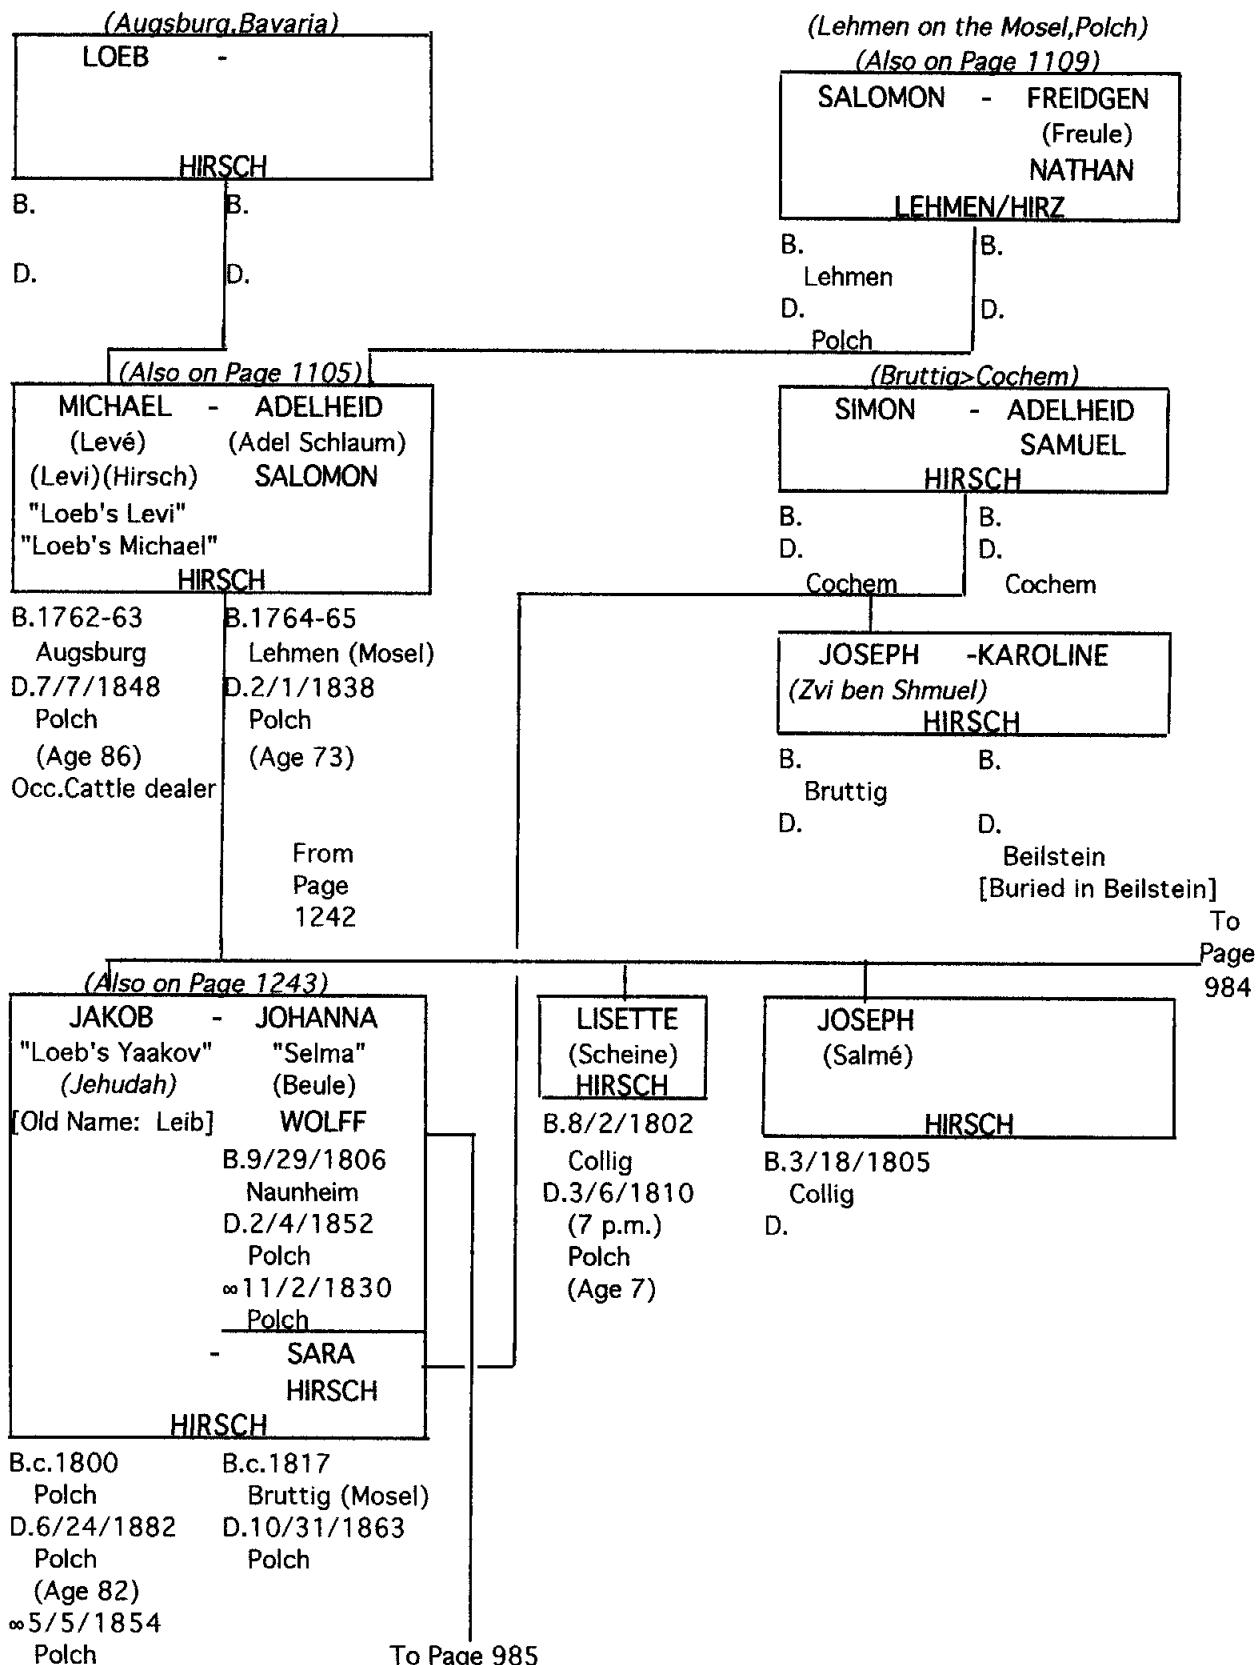 (Augsburg,Bavaria)
LOEB -
HIRSCH
B. B.
D. D.
(Lehmen on the Mosel,Polch)
(Also on Page 1109)
SALOMON - FREIDGEN
(Freule)
NATHAN
LEHMEN/HIRZ
B. B.
Lehmen
D. D.
Polch
(Also on Page 1105)
MICHAEL - ADELHEID
(Levé) (Adel Schlaum)
(Levi)(Hirsch) SALOMON
"Loeb's Levi"
"Loeb's Michael"
HIRSCH
B.1762-63 B.1764-65
Augsburg Lehmen (Mosel)
D.7/7/1848 D.2/1/1838
Polch Polch
(Age 86) (Age 73)
Occ.Cattle dealer
(Bruttig>Cochem)
SIMON - ADELHEID
SAMUEL
HIRSCH
B. B.
D. D.
Cochem Cochem
JOSEPH -KAROLINE
(Zvi ben Shmuel)
HIRSCH
B. B.
Bruttig
D. D.
Beilstein
[Buried in Beilstein]
From
Page
1242
To
Page
984
(Also on Page 1243)
JAKOB - JOHANNA
"Loeb's Yaakov" "Selma"
(Jehudah) (Beule)
[Old Name: Leib] WOLFF
B.9/29/1806
Naunheim
D.2/4/1852
Polch
∞11/2/1830
Polch
- SARA
HIRSCH
HIRSCH
B.c.1800 B.c.1817
Polch Bruttig (Mosel)
D.6/24/1882 D.10/31/1863
Polch Polch
(Age 82)
∞5/5/1854
Polch
LISETTE
(Scheine)
HIRSCH
B.8/2/1802
Collig
D.3/6/1810
(7 p.m.)
Polch
(Age 7)
JOSEPH
(Salmé)
HIRSCH
B.3/18/1805
Collig
D.
To Page 985